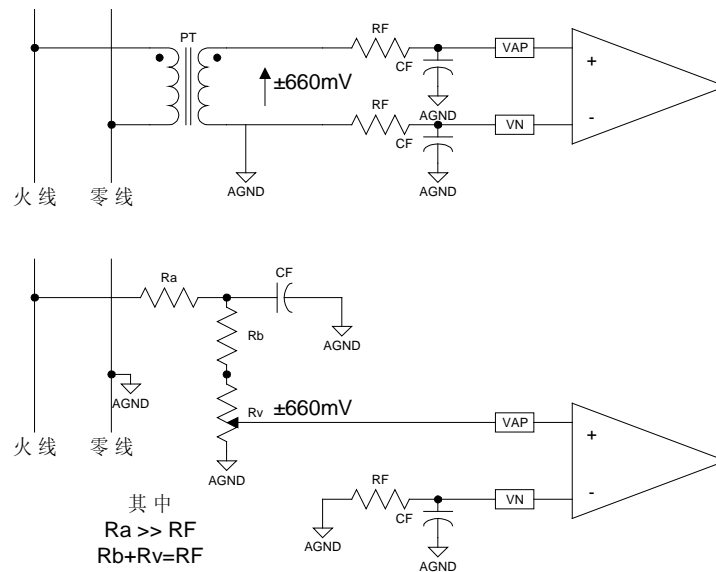 PT
RF
CF
VAP
+
±660mV
AGND
RF
CF
VN
-
AGND
AGND
火线
零线
Ra
CF
Rb
AGND
AGND
Rv
±660mV
VAP
+
火线
零线
AGND
其中
Ra >> RF
Rb+Rv=RF
RF
CF
VN
-
AGND
AGND